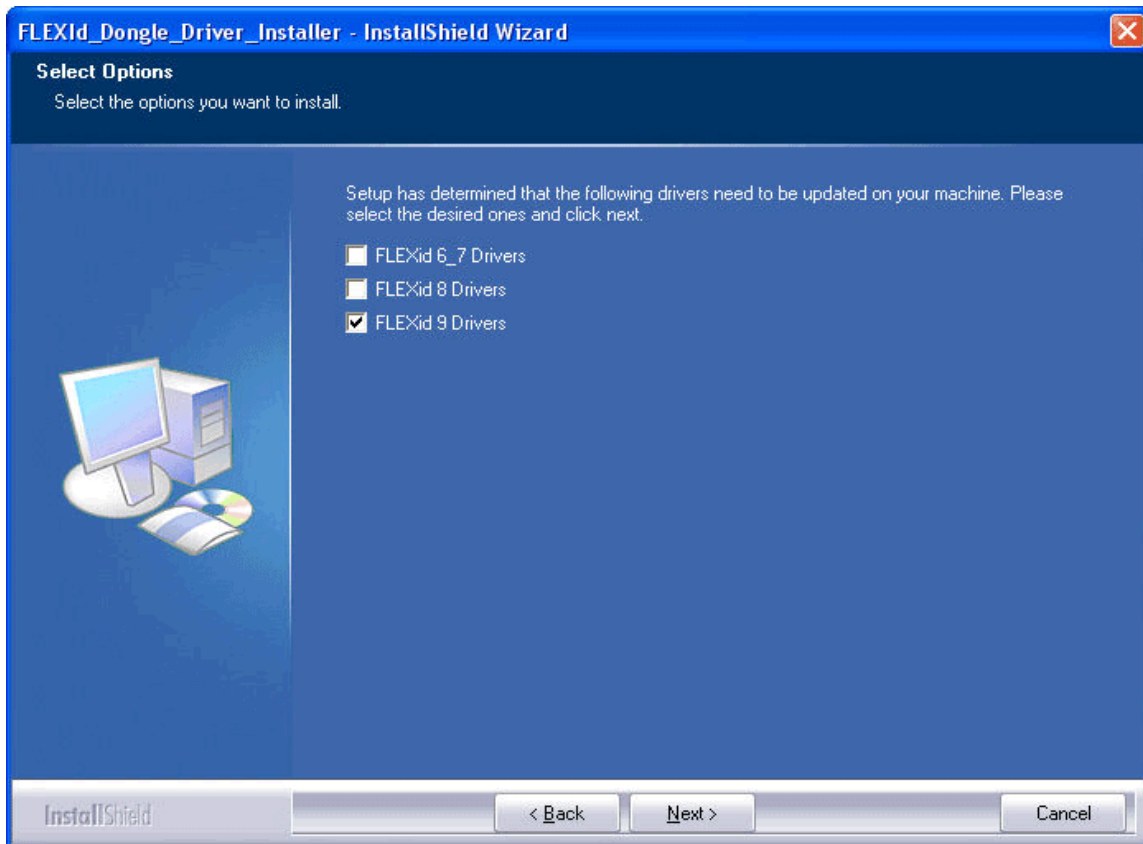 FLEXId_Dongle_Driver_Installer - InstallShield Wizard
Select Options
Select the options you want to install.
Setup has determined that the following drivers need to be updated on your machine. Please
select the desired ones and click next.
FLEXid 6_7 Drivers
FLEXid 8 Drivers
FLEXid 9 Drivers
InstallShield
< Back
Next >
Cancel